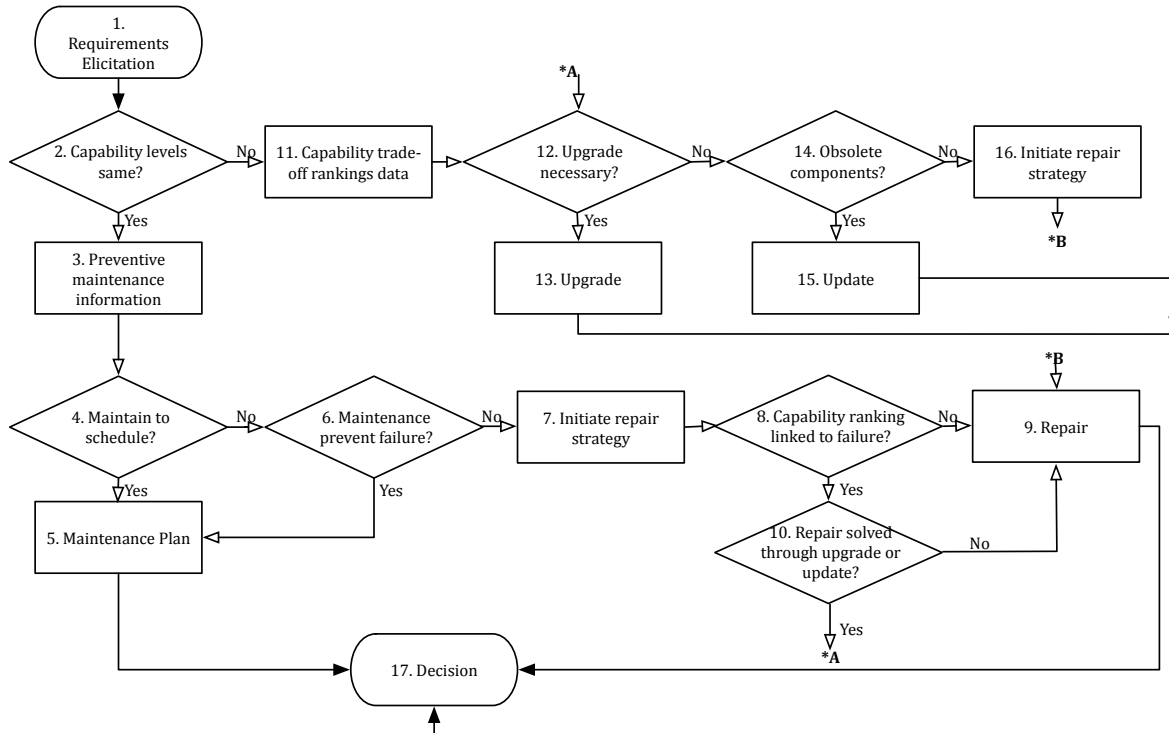 1.
Requirements
Elicitation
*A
2. Capability levels
same?
No
11. Capability trade-
off rankings data
12. Upgrade
necessary?
No
14. Obsolete
components?
No
16. Initiate repair
strategy
Yes
Yes
Yes
*B
3. Preventive
maintenance
information
13. Upgrade
15. Update
*B
4. Maintain to
schedule?
No
6. Maintenance
prevent failure?
No
7. Initiate repair
strategy
8. Capability ranking
linked to failure?
No
9. Repair
Yes
Yes
Yes
5. Maintenance Plan
10. Repair solved
through upgrade or
update?
No
Yes
*A
17. Decision